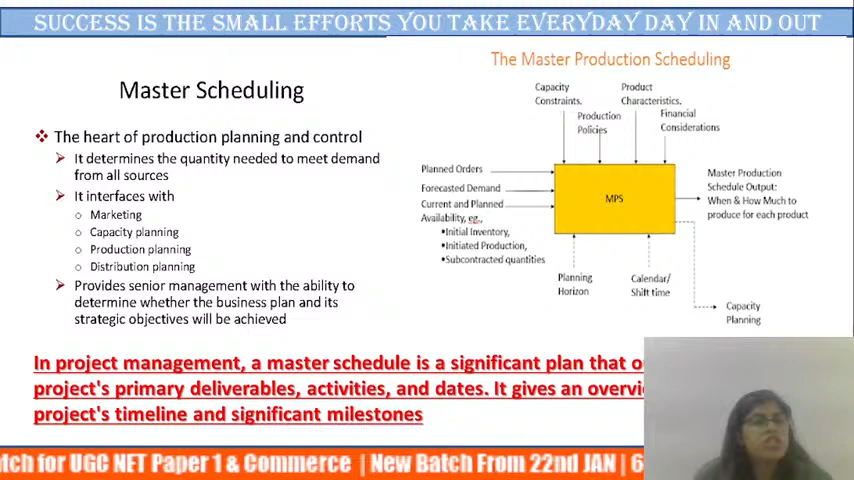 SUCCESS IS THE SMALL EFFORTS YOU TAKE EVERYDAY DAY IN AND OUT
Master Scheduling
The heart of production planning and control
It determines the quantity needed to meet demand
from all sources
It interfaces with
Marketing
Capacity planning
Production planning
Distribution planning
Provides senior management with the ability to
determine whether the business plan and its
strategic objectives will be achieved
The Master Production Scheduling
Capacity
Constraints.
Production
Policies
Product
Characteristics.
Financial
Considerations
Planned Orders
Forecasted Demand
Current and Planned
Availability, eg.,
•Initial Inventory,
•Initiated Production,
•Subcontracted quantities
MPS
Master Production
Schedule Output:
When & How Much to
produce for each product
Planning
Horizon
Calendar/
Shift time
Capacity
Planning
In project management, a master schedule is a significant plan that
project's primary deliverables, activities, and dates. It gives an
project's timeline and significant milestones
for UGC NET Paper 1 & Commerce | New Batch From 22nd JAN |